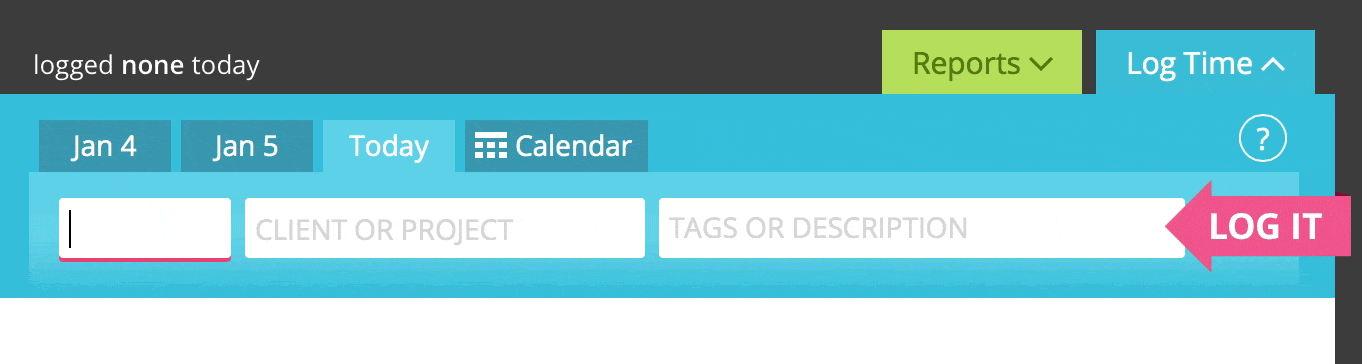 logged none today
Reports
Log Time
Jan 4
Jan 5
Today
Calendar
?
CLIENT OR PROJECT
TAGS OR DESCRIPTION
LOG IT